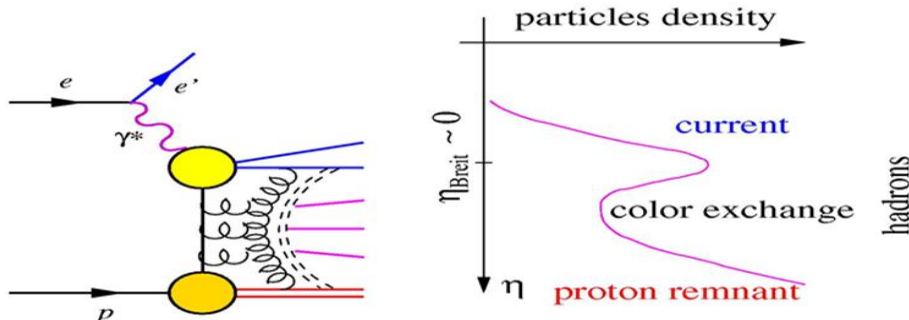 particles density
e
e'
γ*
current
η_Breit ~ 0
color exchange
hadrons
η
proton remnant
p